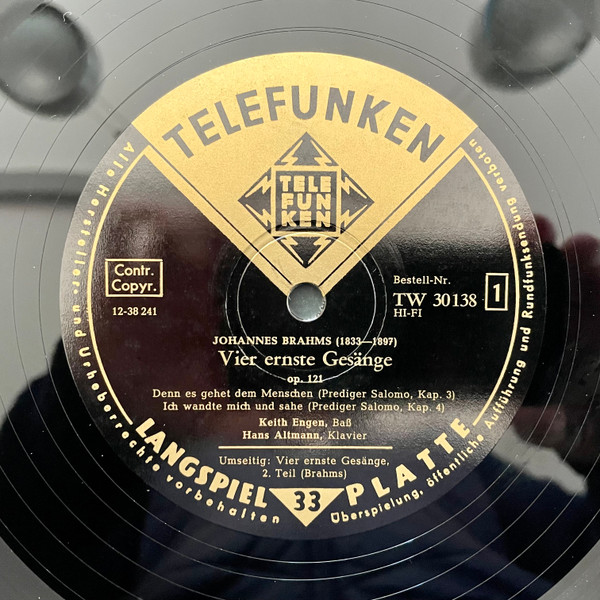 TELEFUNKEN
TELE
FUN
KEN
Contr.
Copyr.
12-38 241
Bestell-Nr.
TW 30138
HI-FI
1
JOHANNES BRAHMS (1833—1897)
Vier ernste Gesänge
op. 121
Denn es gehet dem Menschen (Prediger Salomo, Kap. 3)
Ich wandte mich und sahe (Prediger Salomo, Kap. 4)
Keith Engen, Baß
Hans Altmann, Klavier
Umseitig: Vier ernste Gesänge,
2. Teil (Brahms)
LANGSPIEL 33 PLATTE
Alle Hersteller- und Urheberrechte vorbehalten
Überspielung, öffentliche Aufführung und Rundfunksendung verboten